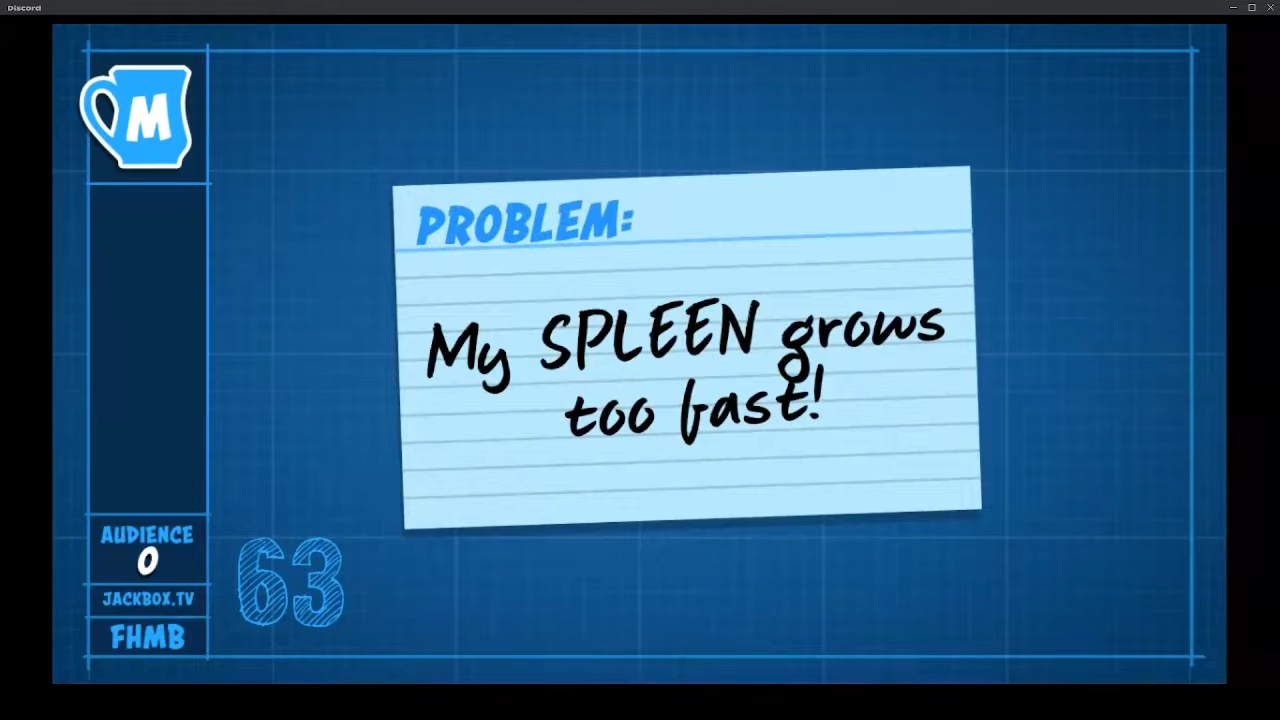 Discord
M
PROBLEM:
My SPLEEN grows
too fast!
AUDIENCE
0
63
JACKBOX.TV
FHMB